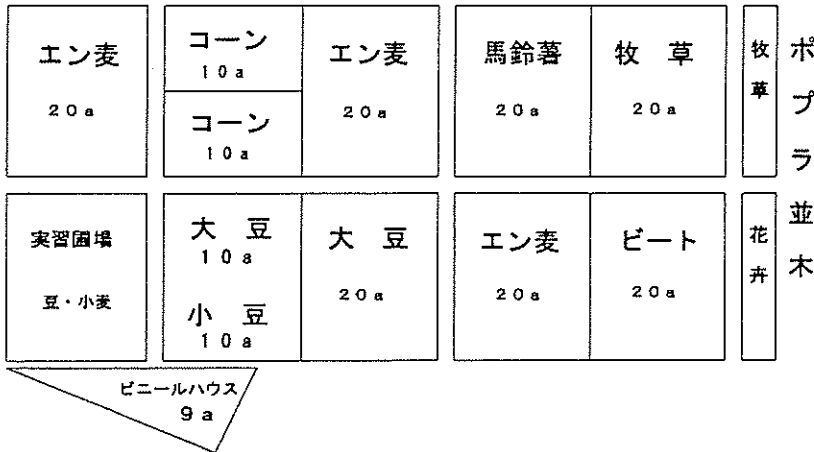 エン麦
20a
コーン
10a
コーン
10a
エン麦
20a
馬鈴薯
20a
牧 草
20a
牧草
ポプラ並木
実習圃場
豆・小麦
大 豆
10a
小 豆
10a
大 豆
20a
エン麦
20a
ビート
20a
花卉
ビニールハウス
9a